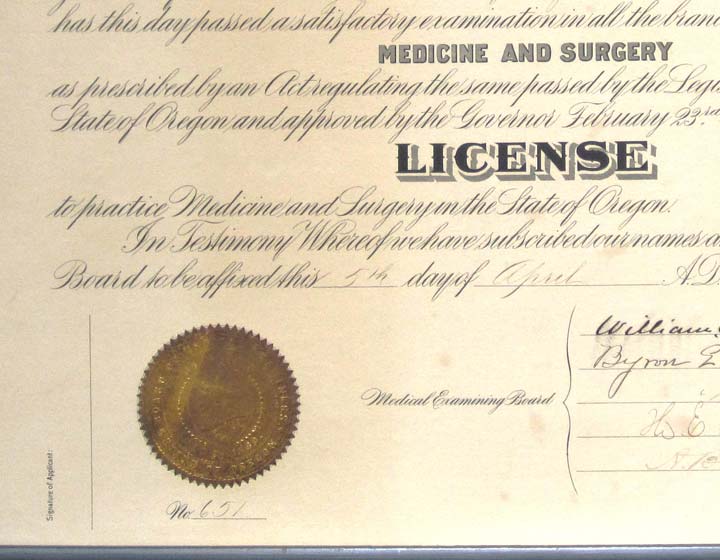 has this day passed a satisfactory examination in all the
MEDICINE AND SURGERY
as prescribed by an Act regulating the same passed by the
State of Oregon and approved by the Governor February 23rd
LICENSE
to practice Medicine and Surgery in the State of Oregon.
In Testimony Whereof we have subscribed our names
Board to be affixed this 5th day of April A.D.
William
Byron
Medical Examining Board
H. E.
Signature of Applicant:
No 651